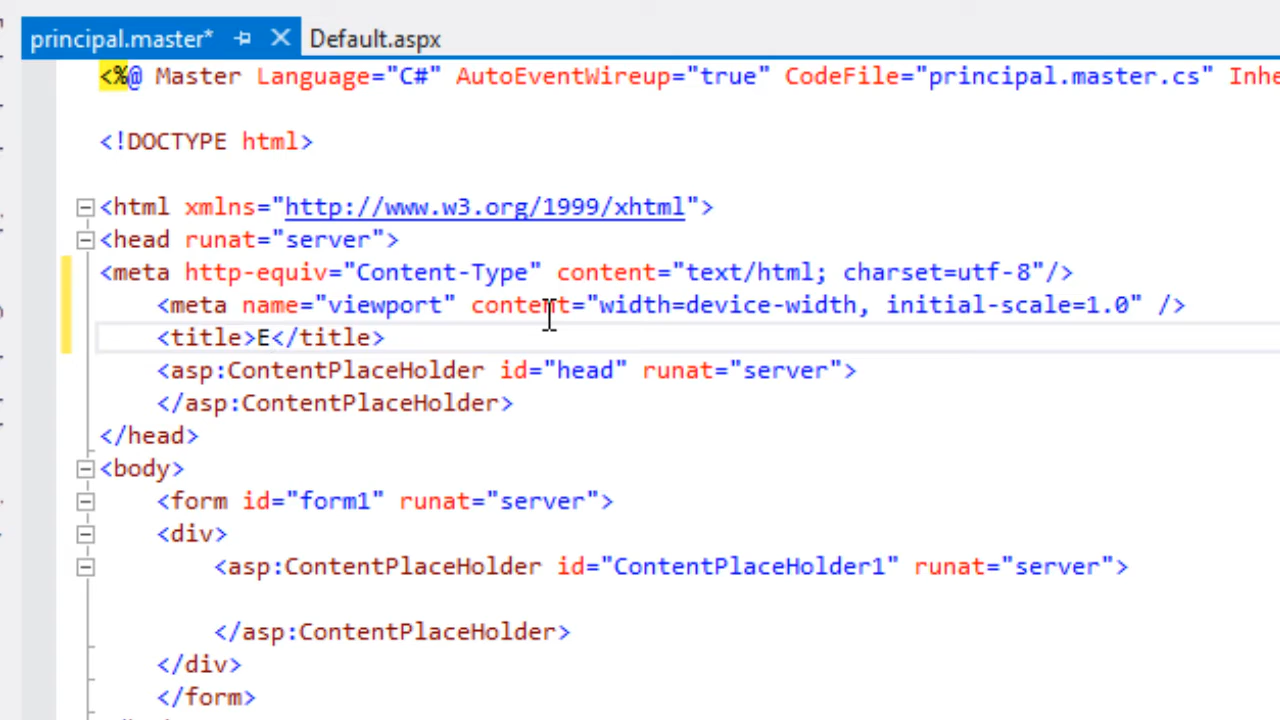 principal.master*
Default.aspx
<%@ Master Language="C#" AutoEventWireup="true" CodeFile="principal.master.cs" Inhe
<!DOCTYPE html>
<html xmlns="http://www.w3.org/1999/xhtml">
<head runat="server">
<meta http-equiv="Content-Type" content="text/html; charset=utf-8"/>
<meta name="viewport" content="width=device-width, initial-scale=1.0" />
<title>E</title>
<asp:ContentPlaceHolder id="head" runat="server">
</asp:ContentPlaceHolder>
</head>
<body>
<form id="form1" runat="server">
<div>
<asp:ContentPlaceHolder id="ContentPlaceHolder1" runat="server">
</asp:ContentPlaceHolder>
</div>
</form>